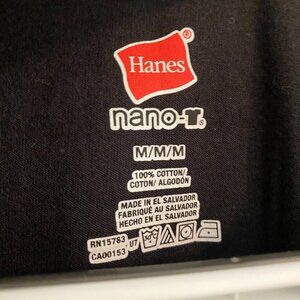 Hanes®
nano-T®
M/M/M
100% COTTON/
COTON/ ALGODÓN
MADE IN EL SALVADOR
FABRIQUÉ AU SALVADOR
HECHO EN EL SALVADOR
RN15763 U7
CA00153